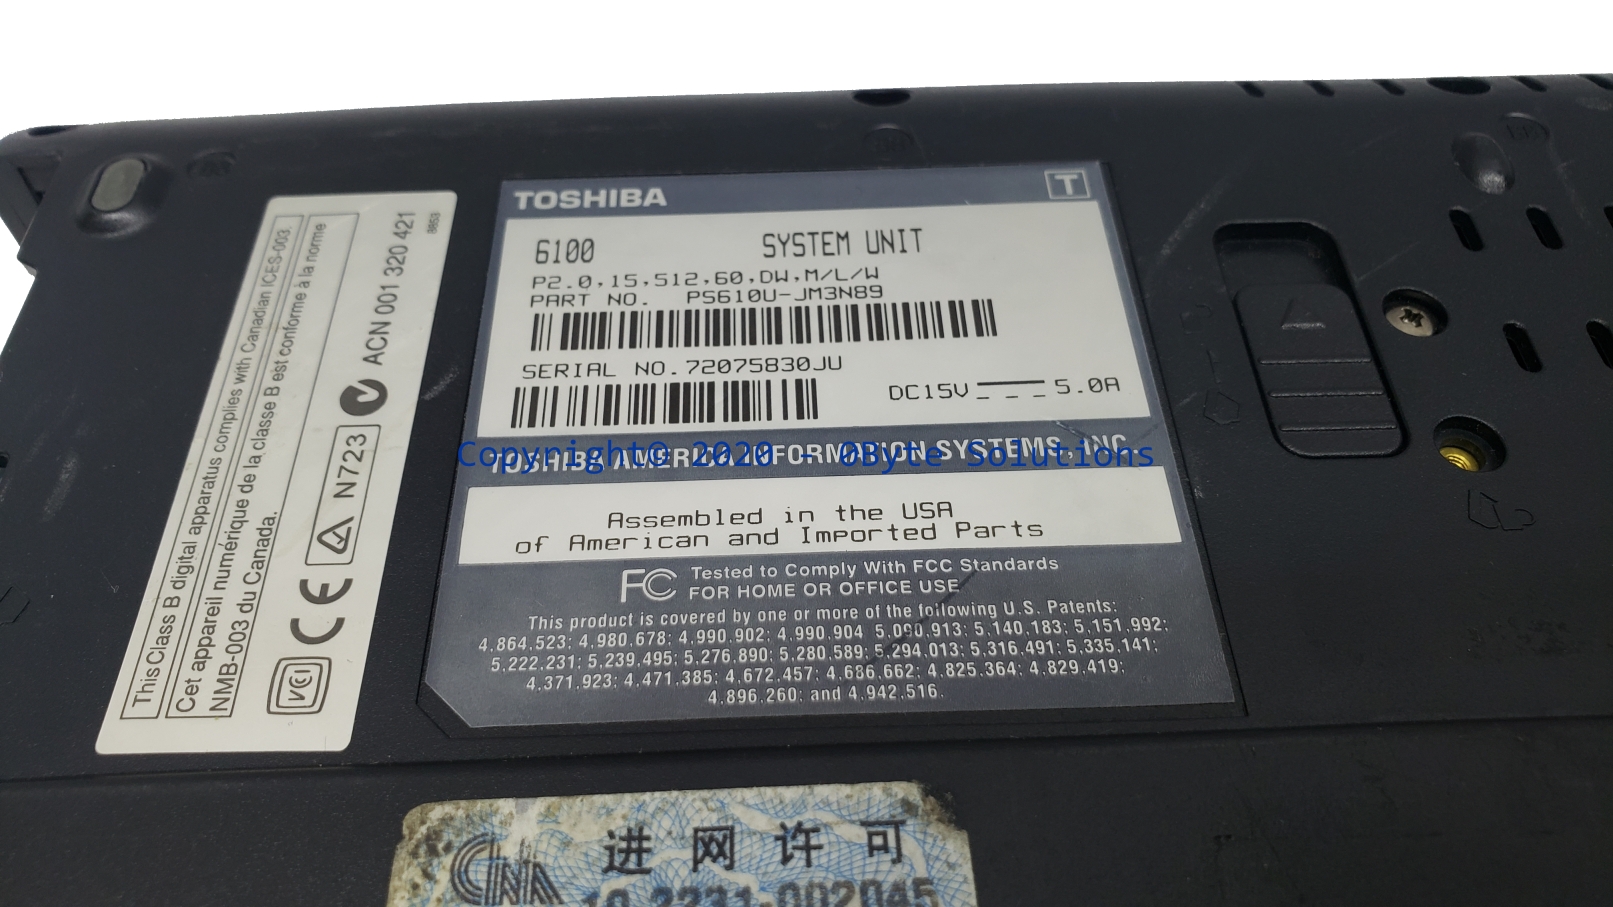 This Class B digital apparatus complies with Canadian ICES-003.
Cet appareil numérique de la classe B est conforme à la norme
NMB-003 du Canada.
VCI CE N723 ACN 001 320 421
TOSHIBA T
6100 SYSTEM UNIT
P2.0,15,512,60,DW,M/L/W
PART NO. PS610U-JM3N89
SERIAL NO.72075830JU
DC15V 5.0A
TOSHIBA AMERICA INFORMATION SYSTEMS, INC.
Copyright© 2020 - 0Byte Solutions
Assembled in the USA
of American and Imported Parts
FC Tested to Comply With FCC Standards
FOR HOME OR OFFICE USE
This product is covered by one or more of the following U.S. Patents:
4.864.523; 4.980.678; 4.990.902; 4.990.904 5.090.913; 5.140.183; 5.151.992;
5.222.231; 5.239.495; 5.276.890; 5.280.589; 5.294.013; 5.316.491; 5.335.141;
4.371.923; 4.471.385; 4.672.457; 4.686.662; 4.825.364; 4.829.419;
4.896.260; and 4.942.516.
进网许可